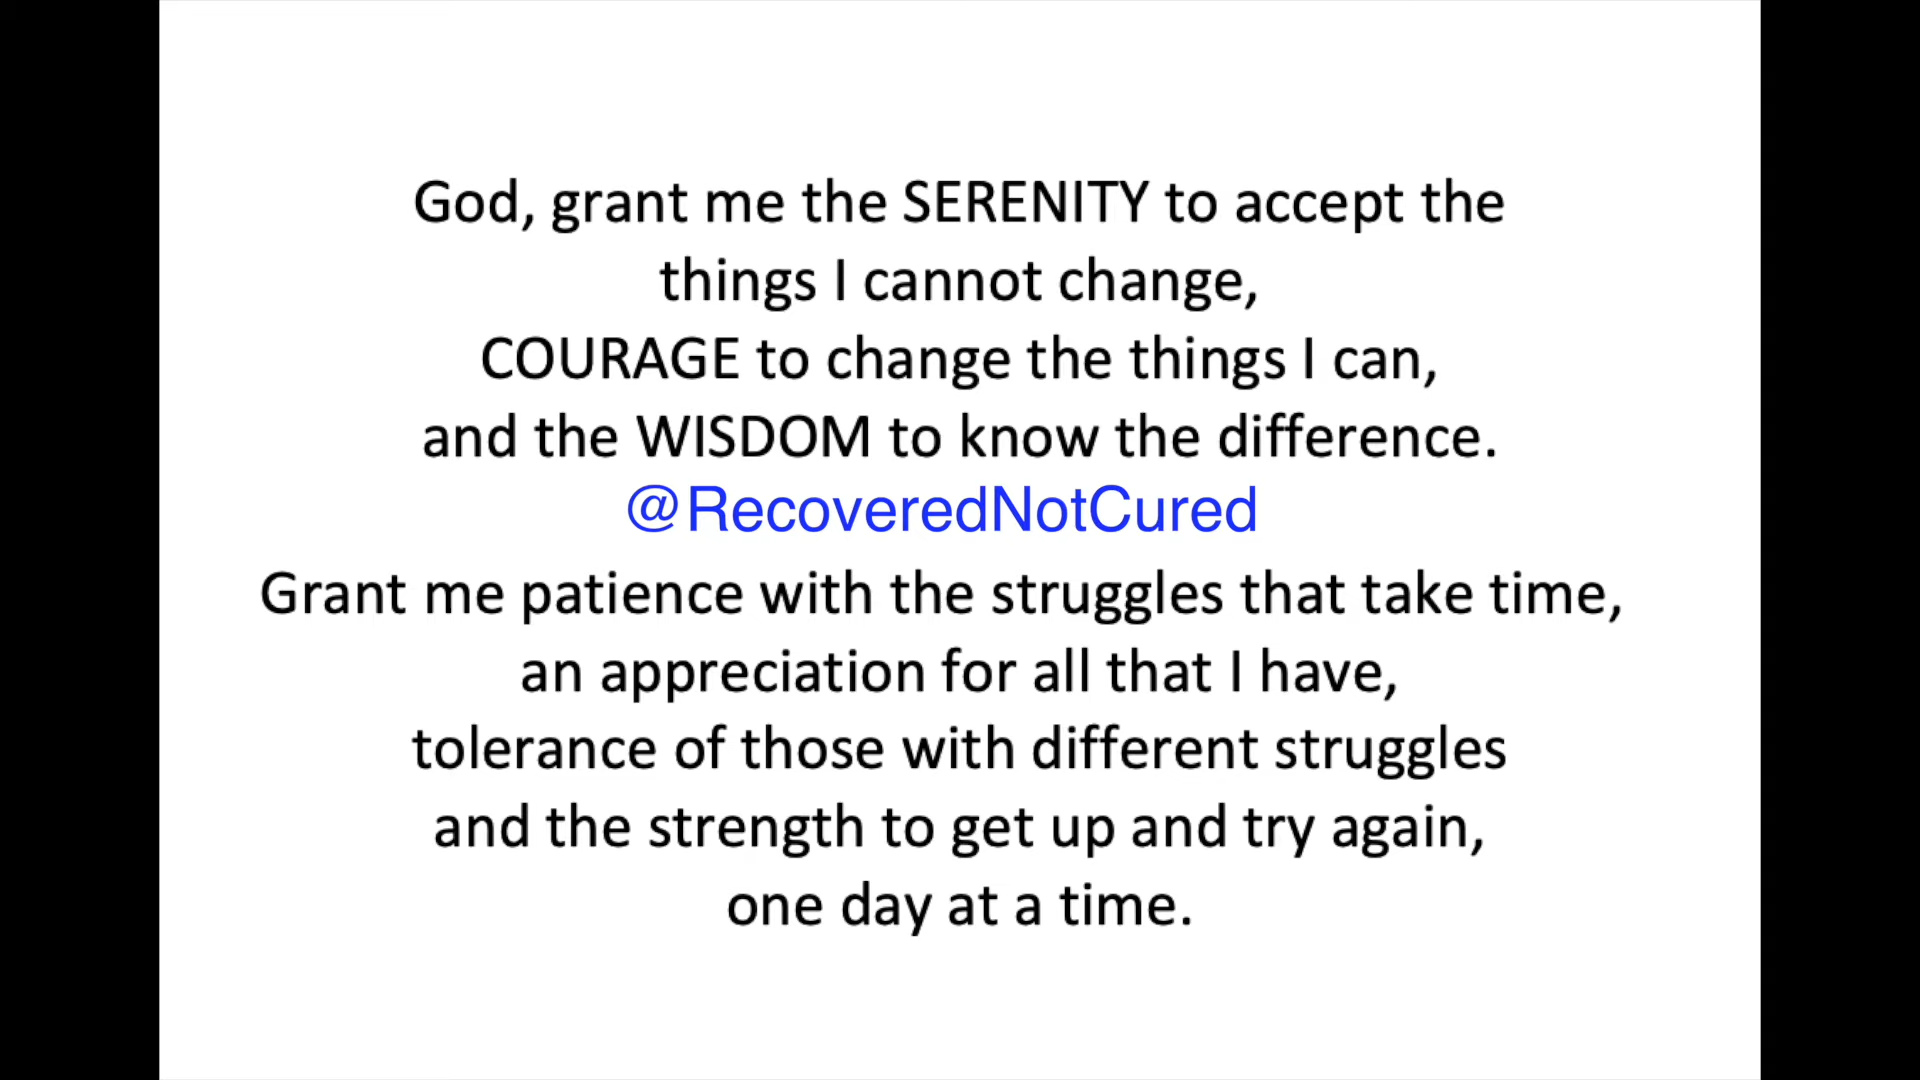 God, grant me the SERENITY to accept the
things I cannot change,
COURAGE to change the things I can,
and the WISDOM to know the difference.
@RecoveredNotCured
Grant me patience with the struggles that take time,
an appreciation for all that I have,
tolerance of those with different struggles
and the strength to get up and try again,
one day at a time.